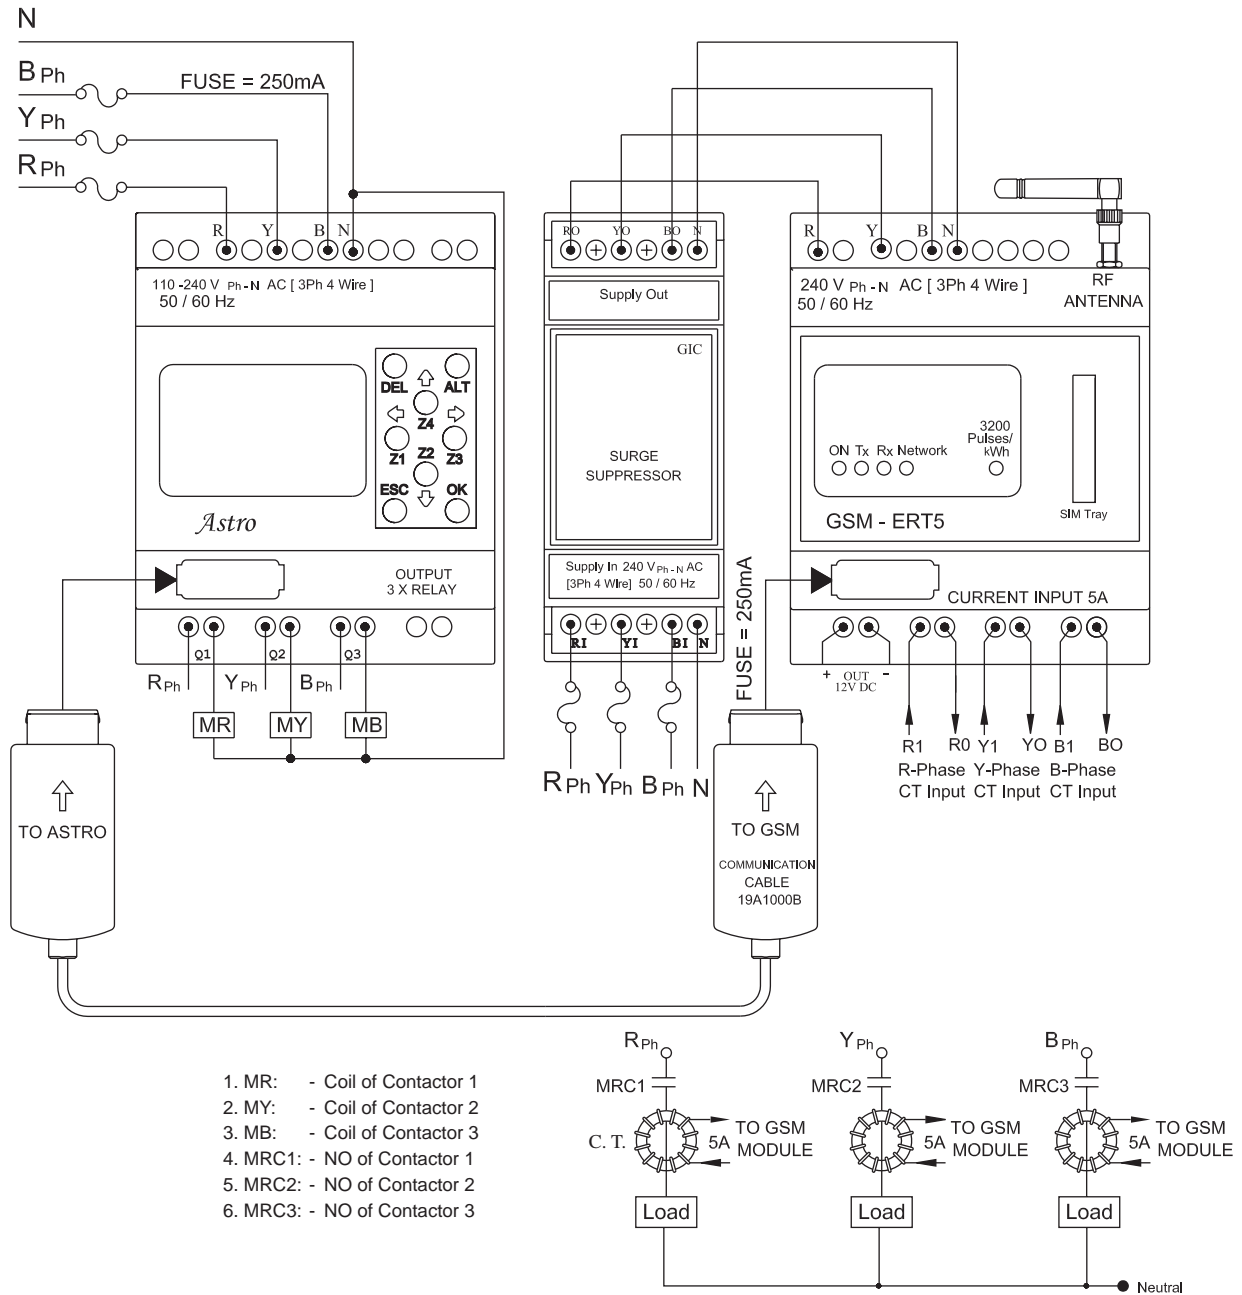 N
B Ph
FUSE = 250mA
Y Ph
R Ph
R Y B N
RO YO BO N
R Y B N
110 -240 V Ph - N AC [ 3Ph 4 Wire ]
50 / 60 Hz
Supply Out
240 V Ph - N AC [ 3Ph 4 Wire ]
50 / 60 Hz
RF
ANTENNA
GIC
DEL ALT
Z4
Z1 Z2 Z3
ESC OK
Astro
SURGE
SUPPRESSOR
3200
Pulses/
kWh
ON Tx Rx Network
GSM - ERT5
SIM Tray
OUTPUT
3 X RELAY
Supply In 240 V Ph - N AC
[3Ph 4 Wire] 50 / 60 Hz
FUSE = 250mA
CURRENT INPUT 5A
Q1 Q2 Q3
RI YI BI N
R Ph Y Ph B Ph
MR MY MB
+ OUT -
12V DC
R1 R0 Y1 YO B1 BO
R-Phase Y-Phase B-Phase
CT Input CT Input CT Input
R Ph Y Ph B Ph N
TO ASTRO
TO GSM
COMMUNICATION
CABLE
19A1000B
1. MR: - Coil of Contactor 1
2. MY: - Coil of Contactor 2
3. MB: - Coil of Contactor 3
4. MRC1: - NO of Contactor 1
5. MRC2: - NO of Contactor 2
6. MRC3: - NO of Contactor 3
R Ph Y Ph B Ph
MRC1 MRC2 MRC3
C. T.
5A TO GSM
MODULE
5A TO GSM
MODULE
5A TO GSM
MODULE
Load Load Load
Neutral